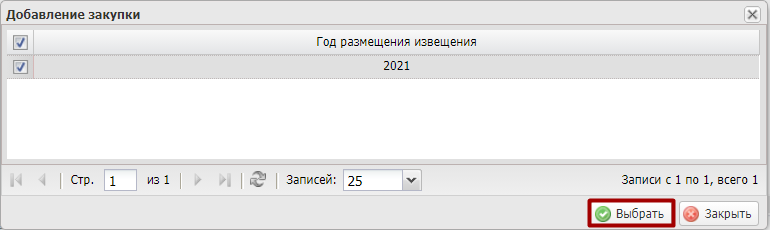 Добавление закупки
Год размещения извещения
2021
Стр. 1 из 1 Записей: 25 Записи с 1 по 1, всего 1
Выбрать Закрыть